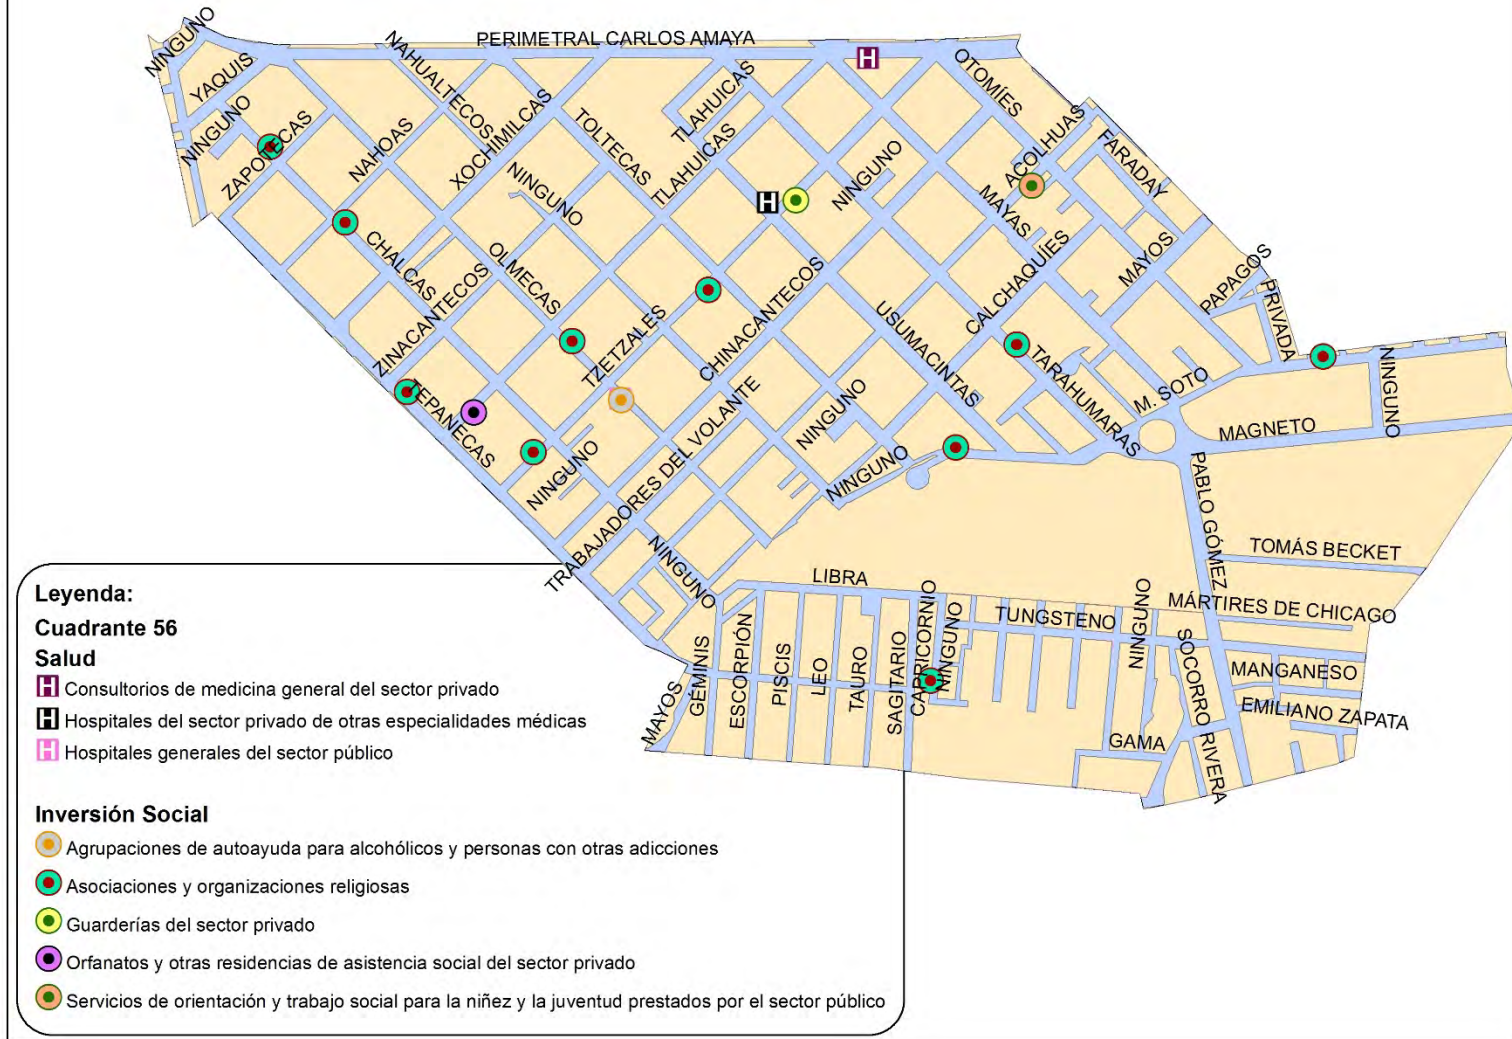 NINGUNO
PERIMETRAL CARLOS AMAYA
YAQUIS
NAHUALTECOS
OTOMÍES
TLAHUICAS
NINGUNO
ZAPOTECAS
NAHOAS
XOCHIMILCAS
TOLTECAS
TLAHUICAS
NINGUNO
ACOLHUAS
FARADAY
NINGUNO
MAYAS
CHALCAS
OLMECAS
ZINACANTECOS
CALCHAQUÍES
MAYOS
PAPAGOS
PRIVADA
TZETZALES
CHINACANTECOS
USUMACINTAS
TARAHUMARAS
M. SOTO
NINGUNO
MAGNETO
TEPANECAS
NINGUNO
TRABAJADORES DEL VOLANTE
NINGUNO
NINGUNO
PABLO GÓMEZ
TOMÁS BECKET
NINGUNO
LIBRA
MÁRTIRES DE CHICAGO
TUNGSTENO
NINGUNO
NINGUNO
CAPRICORNIO
SAGITARIO
TAURO
LEO
PISCIS
ESCORPIÓN
GÉMINIS
MAYOS
SOCORRO RIVERA
MANGANESO
EMILIANO ZAPATA
GAMA
H
H
Leyenda:
Cuadrante 56
Salud
H Consultorios de medicina general del sector privado
H Hospitales del sector privado de otras especialidades médicas
H Hospitales generales del sector público
Inversión Social
Agrupaciones de autoayuda para alcohólicos y personas con otras adicciones
Asociaciones y organizaciones religiosas
Guarderías del sector privado
Orfanatos y otras residencias de asistencia social del sector privado
Servicios de orientación y trabajo social para la niñez y la juventud prestados por el sector público